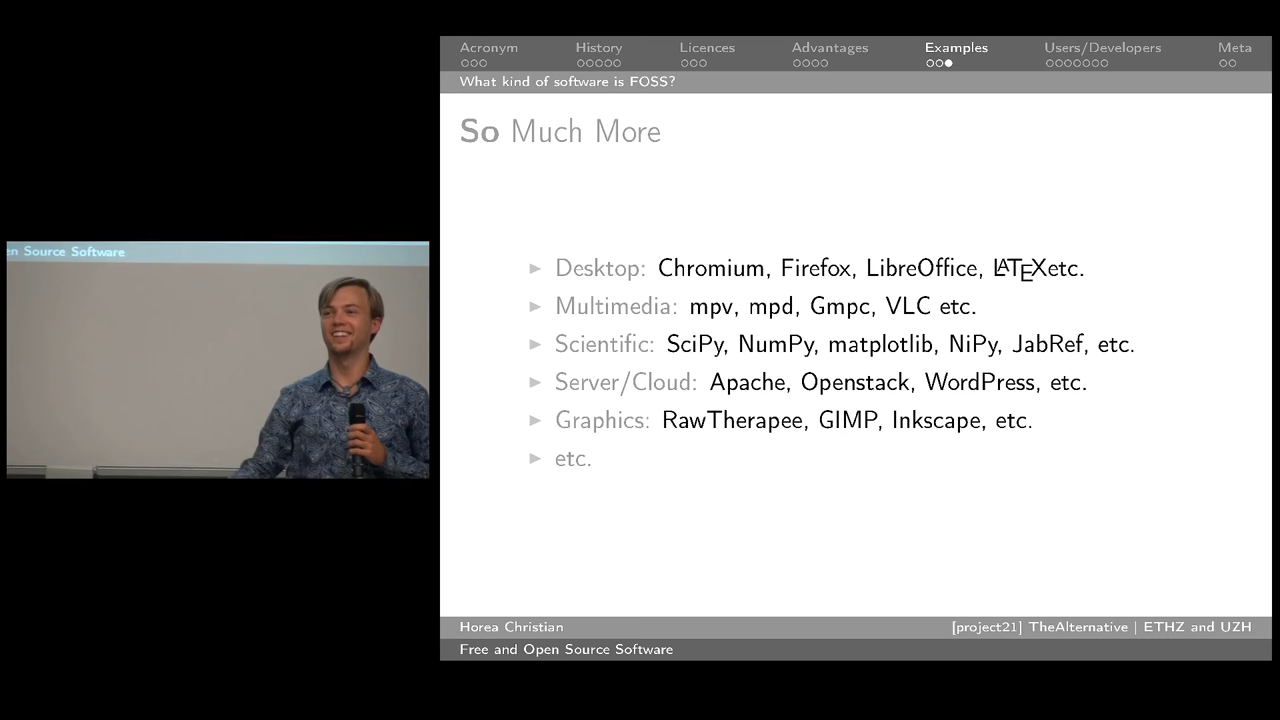 en Source Software
Acronym History Licences Advantages Examples Users/Developers Meta
What kind of software is FOSS?
So Much More
Desktop: Chromium, Firefox, LibreOffice, LATEXetc.
Multimedia: mpv, mpd, Gmpc, VLC etc.
Scientific: SciPy, NumPy, matplotlib, NiPy, JabRef, etc.
Server/Cloud: Apache, Openstack, WordPress, etc.
Graphics: RawTherapee, GIMP, Inkscape, etc.
etc.
Horea Christian [project21] TheAlternative | ETHZ and UZH
Free and Open Source Software